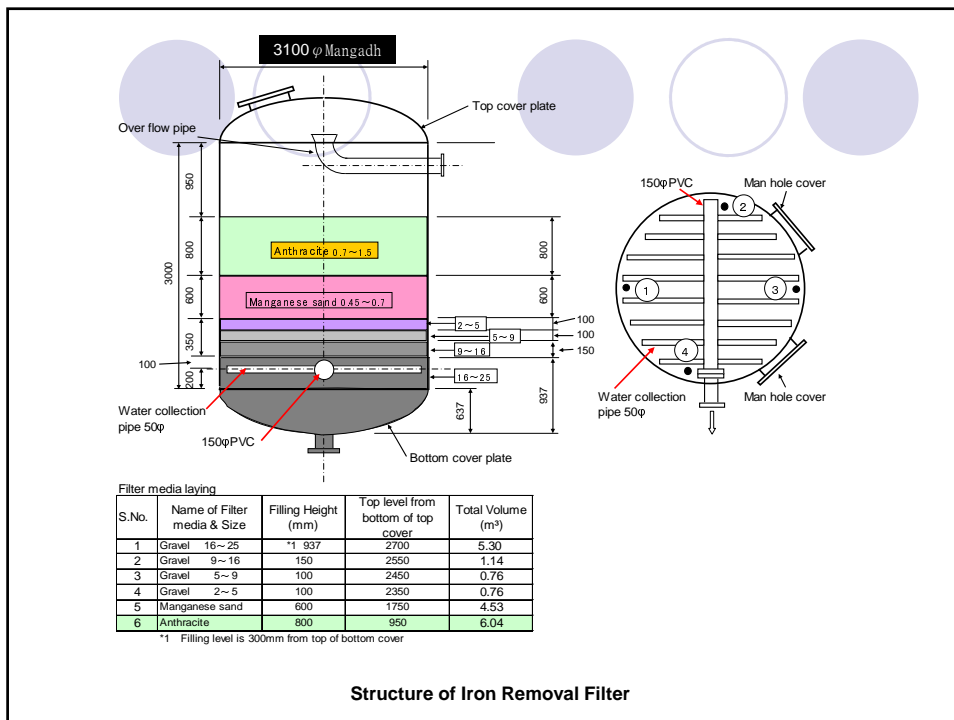 3100 φ Mangadh
Top cover plate
Over flow pipe
950
800
3000
600
350
100
200
Anthracite 0.7～1.5
Manganese sand 0.45～0.7
2～5
5～9
9～16
16～25
800
600
100
100
150
937
637
Water collection
pipe 50φ
150φPVC
Bottom cover plate
150φPVC
Man hole cover
1
2
3
4
Water collection
pipe 50φ
Man hole cover
Filter media laying
S.No. Name of Filter media & Size Filling Height (mm) Top level from bottom of top cover Total Volume (m³)
1 Gravel 16～25 *1 937 2700 5.30
2 Gravel 9～16 150 2550 1.14
3 Gravel 5～9 100 2450 0.76
4 Gravel 2～5 100 2350 0.76
5 Manganese sand 600 1750 4.53
6 Anthracite 800 950 6.04
*1 Filling level is 300mm from top of bottom cover
Structure of Iron Removal Filter